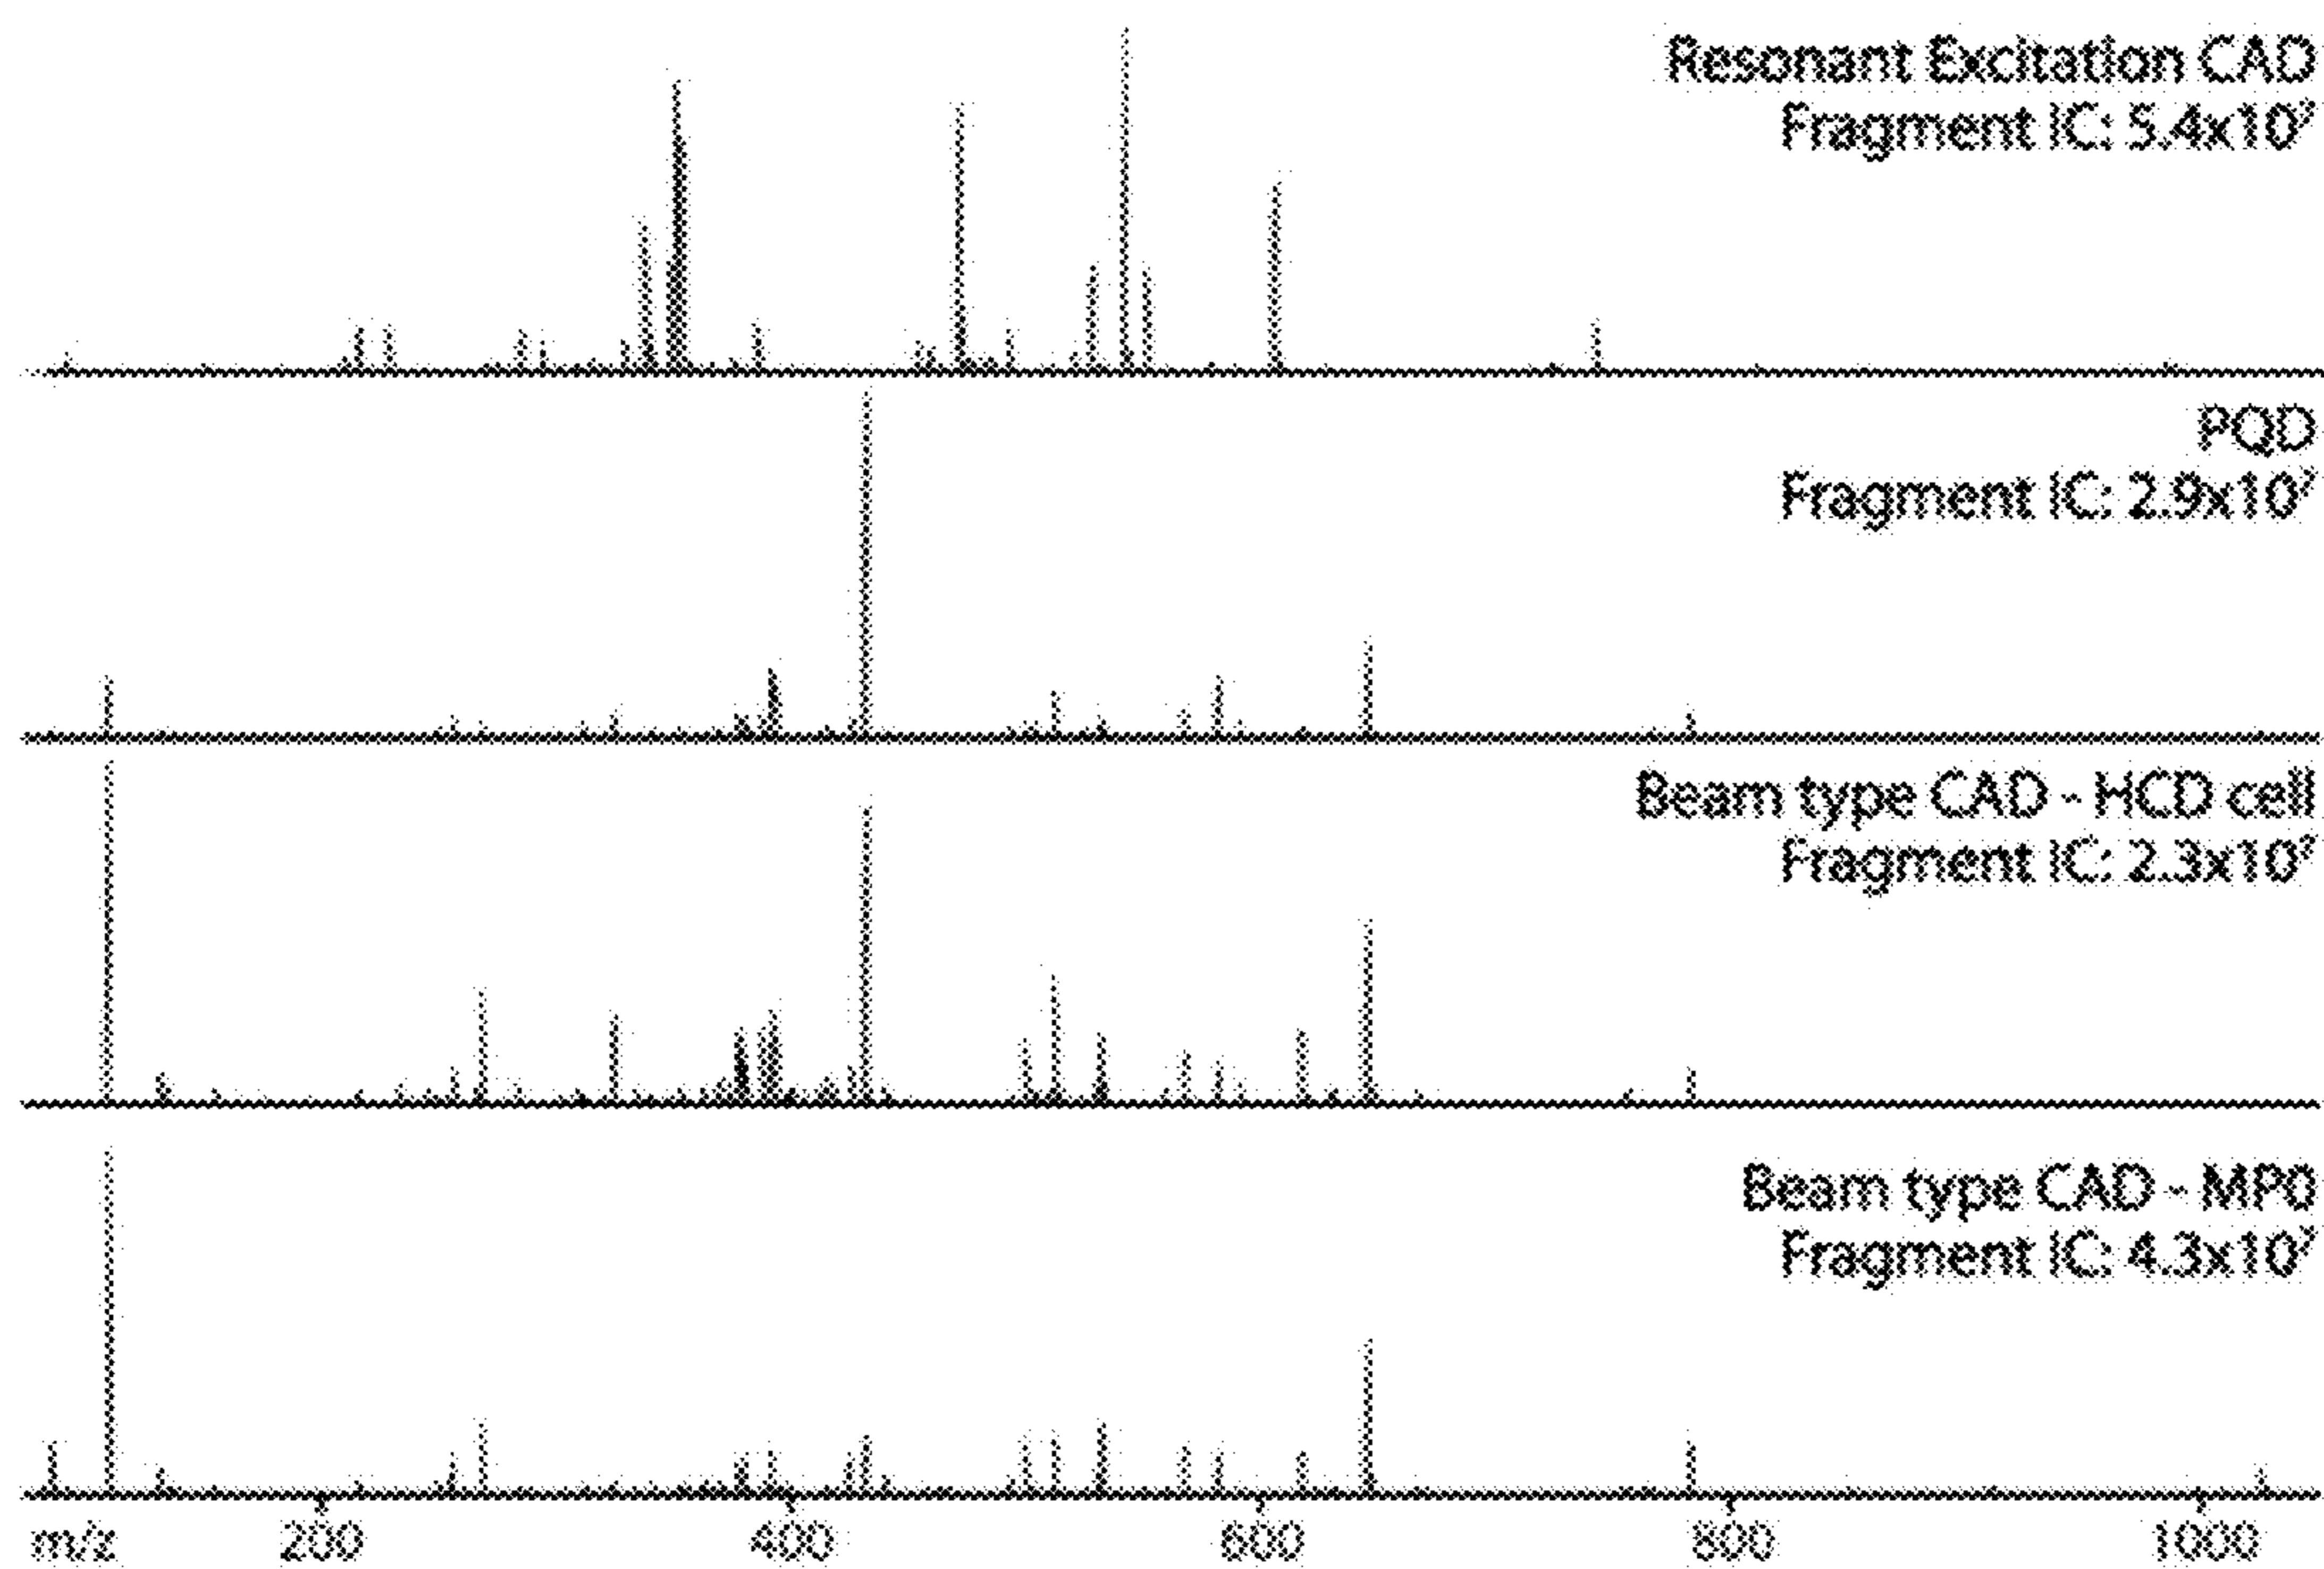 Resonant Excitation CAD
Fragment IC: 5.4x10⁷
PQD
Fragment IC: 2.9x10⁷
Beam type CAD - HCD cell
Fragment IC: 2.3x10⁷
Beam type CAD - MP0
Fragment IC: 4.3x10⁷
m/z 200 400 600 800 1000